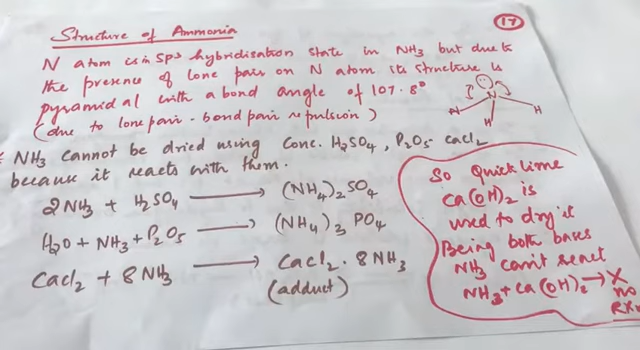 Structure of Ammonia
17
N atom is in Sp3 hybridisation state in NH3 but due to
the presence of lone pair on N atom its structure is
pyramidal with a bond angle of 107.8°
(due to lone pair - bond pair repulsion)
N
H
H
NH3 cannot be dried using Conc. H2SO4, P2O5 CaCl2
because it reacts with them.
2NH3 + H2SO4 → (NH4)2SO4
H2O + NH3 + P2O5 → (NH4)3 PO4
CaCl2 + 8NH3 → CaCl2 . 8NH3
(adduct)
So Quick lime
Ca(OH)2 is
used to dry it
Being both bases
NH3 can't react
NH3 + Ca(OH)2 → X
no
RXn